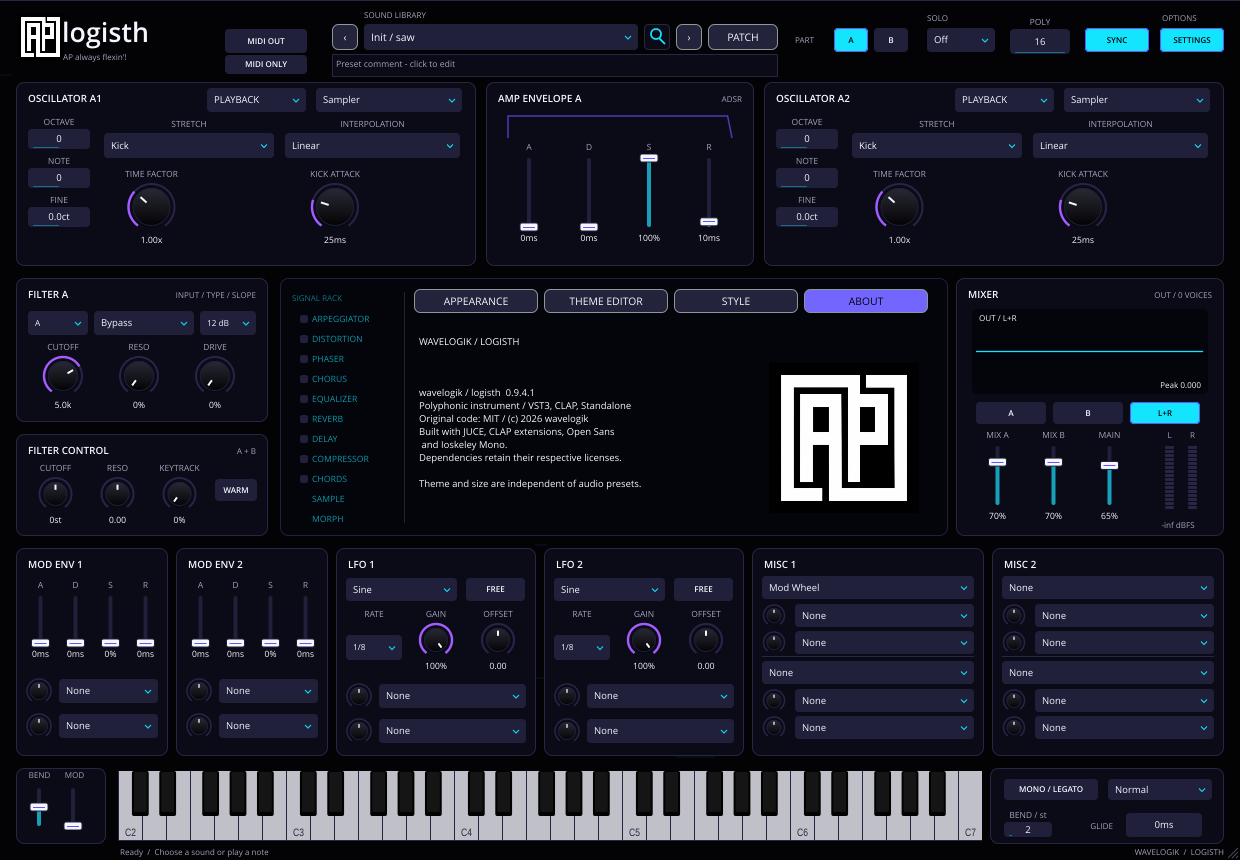 AP logisth
AP always flexin'!
MIDI OUT
MIDI ONLY
SOUND LIBRARY
‹ Init / saw › PATCH
Preset comment - click to edit
PART A B
SOLO
Off
POLY
16
SYNC
OPTIONS
SETTINGS
OSCILLATOR A1 PLAYBACK Sampler
OCTAVE STRETCH INTERPOLATION
0 Kick Linear
NOTE
0 TIME FACTOR KICK ATTACK
FINE
0.0ct
1.00x 25ms
AMP ENVELOPE A ADSR
A D S R
0ms 0ms 100% 10ms
OSCILLATOR A2 PLAYBACK Sampler
OCTAVE STRETCH INTERPOLATION
0 Kick Linear
NOTE
0 TIME FACTOR KICK ATTACK
FINE
0.0ct
1.00x 25ms
FILTER A INPUT / TYPE / SLOPE
A Bypass 12 dB
CUTOFF RESO DRIVE
5.0k 0% 0%
FILTER CONTROL A + B
CUTOFF RESO KEYTRACK
WARM
0st 0.00 0%
SIGNAL RACK
ARPEGGIATOR
DISTORTION
PHASER
CHORUS
EQUALIZER
REVERB
DELAY
COMPRESSOR
CHORDS
SAMPLE
MORPH
APPEARANCE THEME EDITOR STYLE ABOUT
WAVELOGIK / LOGISTH
wavelogik / logisth 0.9.4.1
Polyphonic instrument / VST3, CLAP, Standalone
Original code: MIT / (c) 2026 wavelogik
Built with JUCE, CLAP extensions, Open Sans
and Ioskeley Mono.
Dependencies retain their respective licenses.
Theme and size are independent of audio presets.
AP
MIXER OUT / 0 VOICES
OUT / L+R
Peak 0.000
A B L+R
MIX A MIX B MAIN L R
70% 70% 65%
-inf dBFS
MOD ENV 1
A D S R
0ms 0ms 0% 0ms
None
None
MOD ENV 2
A D S R
0ms 0ms 0% 0ms
None
None
LFO 1
Sine FREE
RATE GAIN OFFSET
1/8
100% 0.00
None
None
LFO 2
Sine FREE
RATE GAIN OFFSET
1/8
100% 0.00
None
None
MISC 1
Mod Wheel
None
None
None
None
None
MISC 2
None
None
None
None
None
None
BEND MOD
C2 C3 C4 C5 C6 C7
MONO / LEGATO Normal
BEND / st
2 GLIDE 0ms
Ready / Choose a sound or play a note
WAVELOGIK / LOGISTH